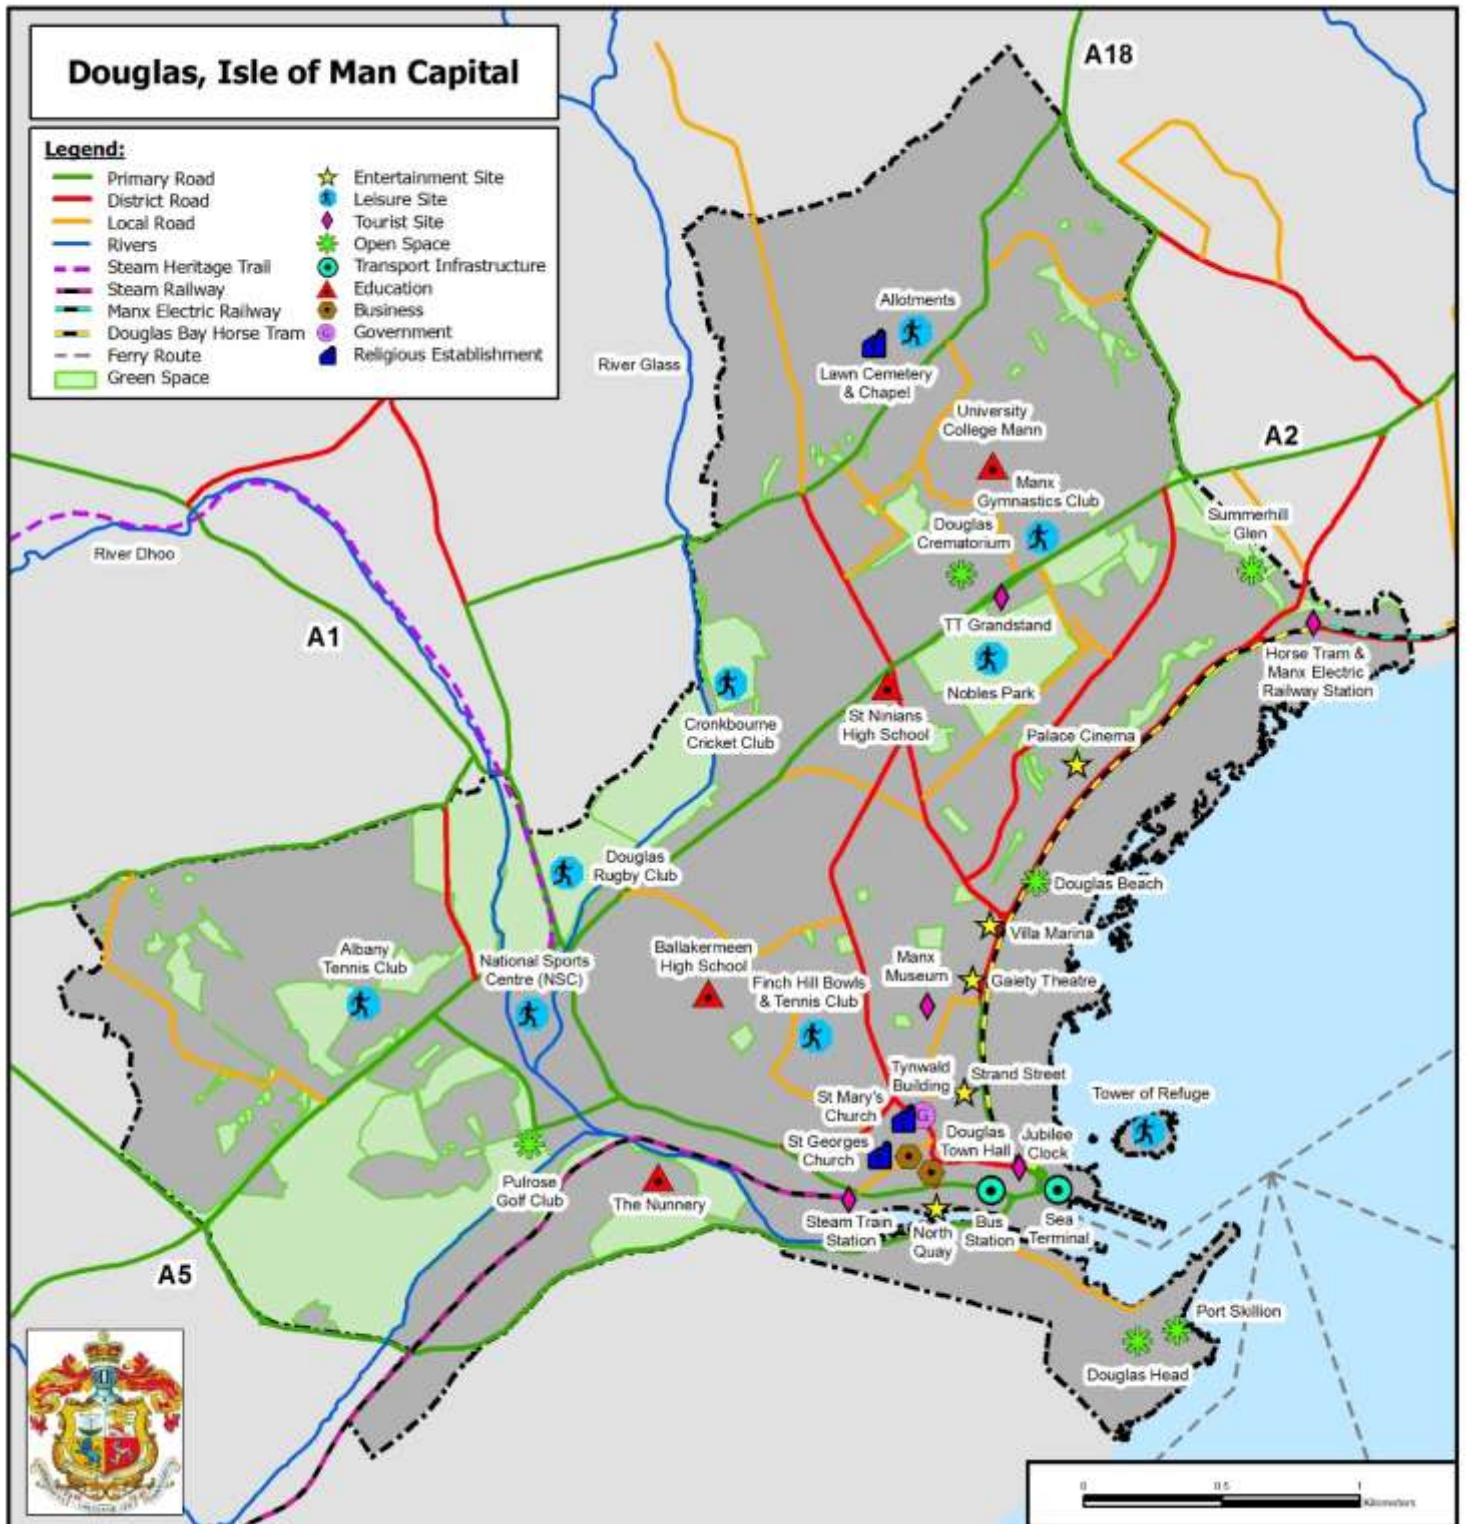 Douglas, Isle of Man Capital
Legend:
Primary Road
District Road
Local Road
Rivers
Steam Heritage Trail
Steam Railway
Manx Electric Railway
Douglas Bay Horse Tram
Ferry Route
Green Space
Entertainment Site
Leisure Site
Tourist Site
Open Space
Transport Infrastructure
Education
Business
G
Government
Religious Establishment
A18
River Glass
Allotments
Lawn Cemetery
& Chapel
University
College Mann
A2
Manx
Gymnastics Club
Douglas
Crematorium
Summerhill
Glen
River Dhoo
A1
TT Grandstand
Nobles Park
Horse Tram &
Manx Electric
Railway Station
St Ninians
High School
Cronkbourne
Cricket Club
Palace Cinema
Douglas
Rugby Club
Douglas Beach
Villa Marina
Albany
Tennis Club
National Sports
Centre (NSC)
Ballakermeen
High School
Finch Hill Bowls
& Tennis Club
Manx
Museum
Gaiety Theatre
Tynwald
Building
Strand Street
Tower of Refuge
St Mary's
Church
G
St Georges
Church
Douglas
Town Hall
Jubilee
Clock
Pulrose
Golf Club
The Nunnery
Steam Train
Station
North
Quay
Bus
Station
Sea
Terminal
A5
Port Skillion
Douglas Head
0 0.5 1
Kilometers